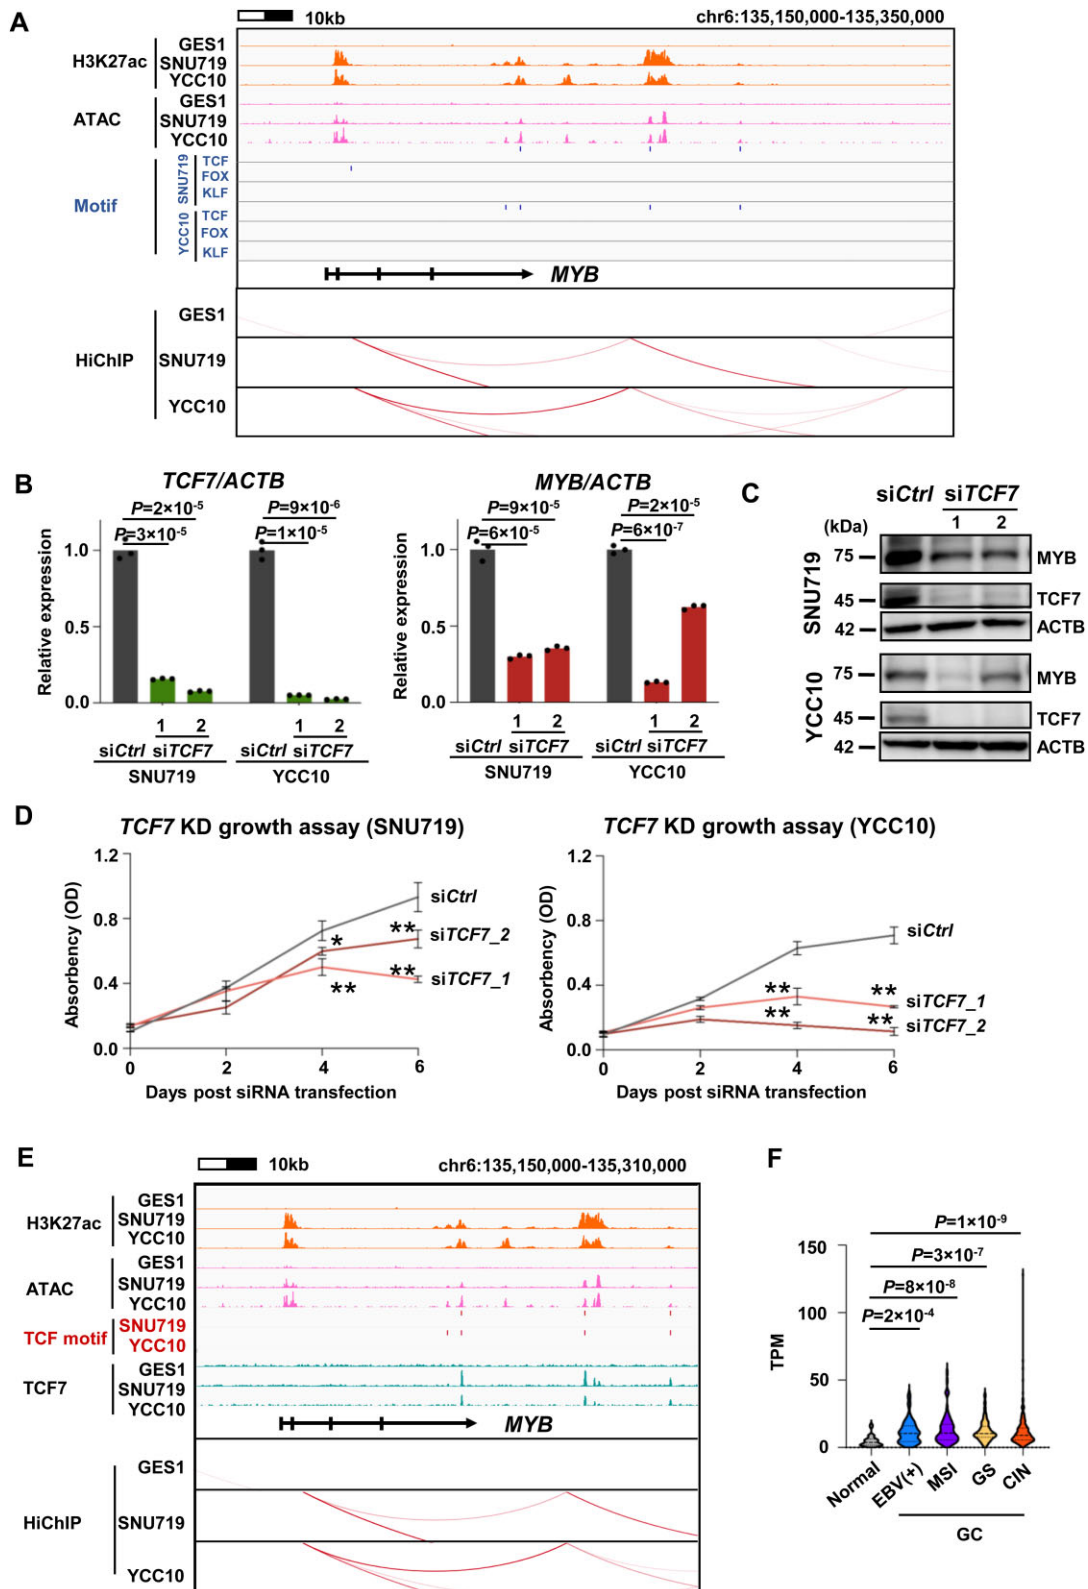 A
10kb
chr6:135,150,000-135,350,000
H3K27ac
GES1
SNU719
YCC10
ATAC
GES1
SNU719
YCC10
Motif
SNU719
TCF
FOX
KLF
YCC10
TCF
FOX
KLF
MYB
HiChIP
GES1
SNU719
YCC10
B
TCF7/ACTB
P=2×10-5
P=3×10-5
P=9×10-6
P=1×10-5
Relative expression
1.0
0.5
0.0
1 2
1 2
siCtrl siTCF7
siCtrl siTCF7
SNU719
YCC10
MYB/ACTB
P=9×10-5
P=6×10-5
P=2×10-5
P=6×10-7
Relative expression
1.0
0.5
0.0
1 2
1 2
siCtrl siTCF7
siCtrl siTCF7
SNU719
YCC10
C
siCtrl siTCF7
(kDa) 1 2
SNU719
75 MYB
45 TCF7
42 ACTB
YCC10
75 MYB
45 TCF7
42 ACTB
D
TCF7 KD growth assay (SNU719)
Absorbency (OD)
1.2
0.8
0.4
0.0
0 2 4 6
Days post siRNA transfection
siCtrl
* ** siTCF7_2
** ** siTCF7_1
TCF7 KD growth assay (YCC10)
Absorbency (OD)
1.2
0.8
0.4
0.0
0 2 4 6
Days post siRNA transfection
siCtrl
** ** siTCF7_1
** ** siTCF7_2
E
10kb
chr6:135,150,000-135,310,000
H3K27ac
GES1
SNU719
YCC10
ATAC
GES1
SNU719
YCC10
TCF motif
SNU719
YCC10
TCF7
GES1
SNU719
YCC10
MYB
HiChIP
GES1
SNU719
YCC10
F
P=1×10-9
P=3×10-7
P=8×10-8
P=2×10-4
TPM
150
100
50
0
Normal
EBV(+)
MSI
GS
CIN
GC